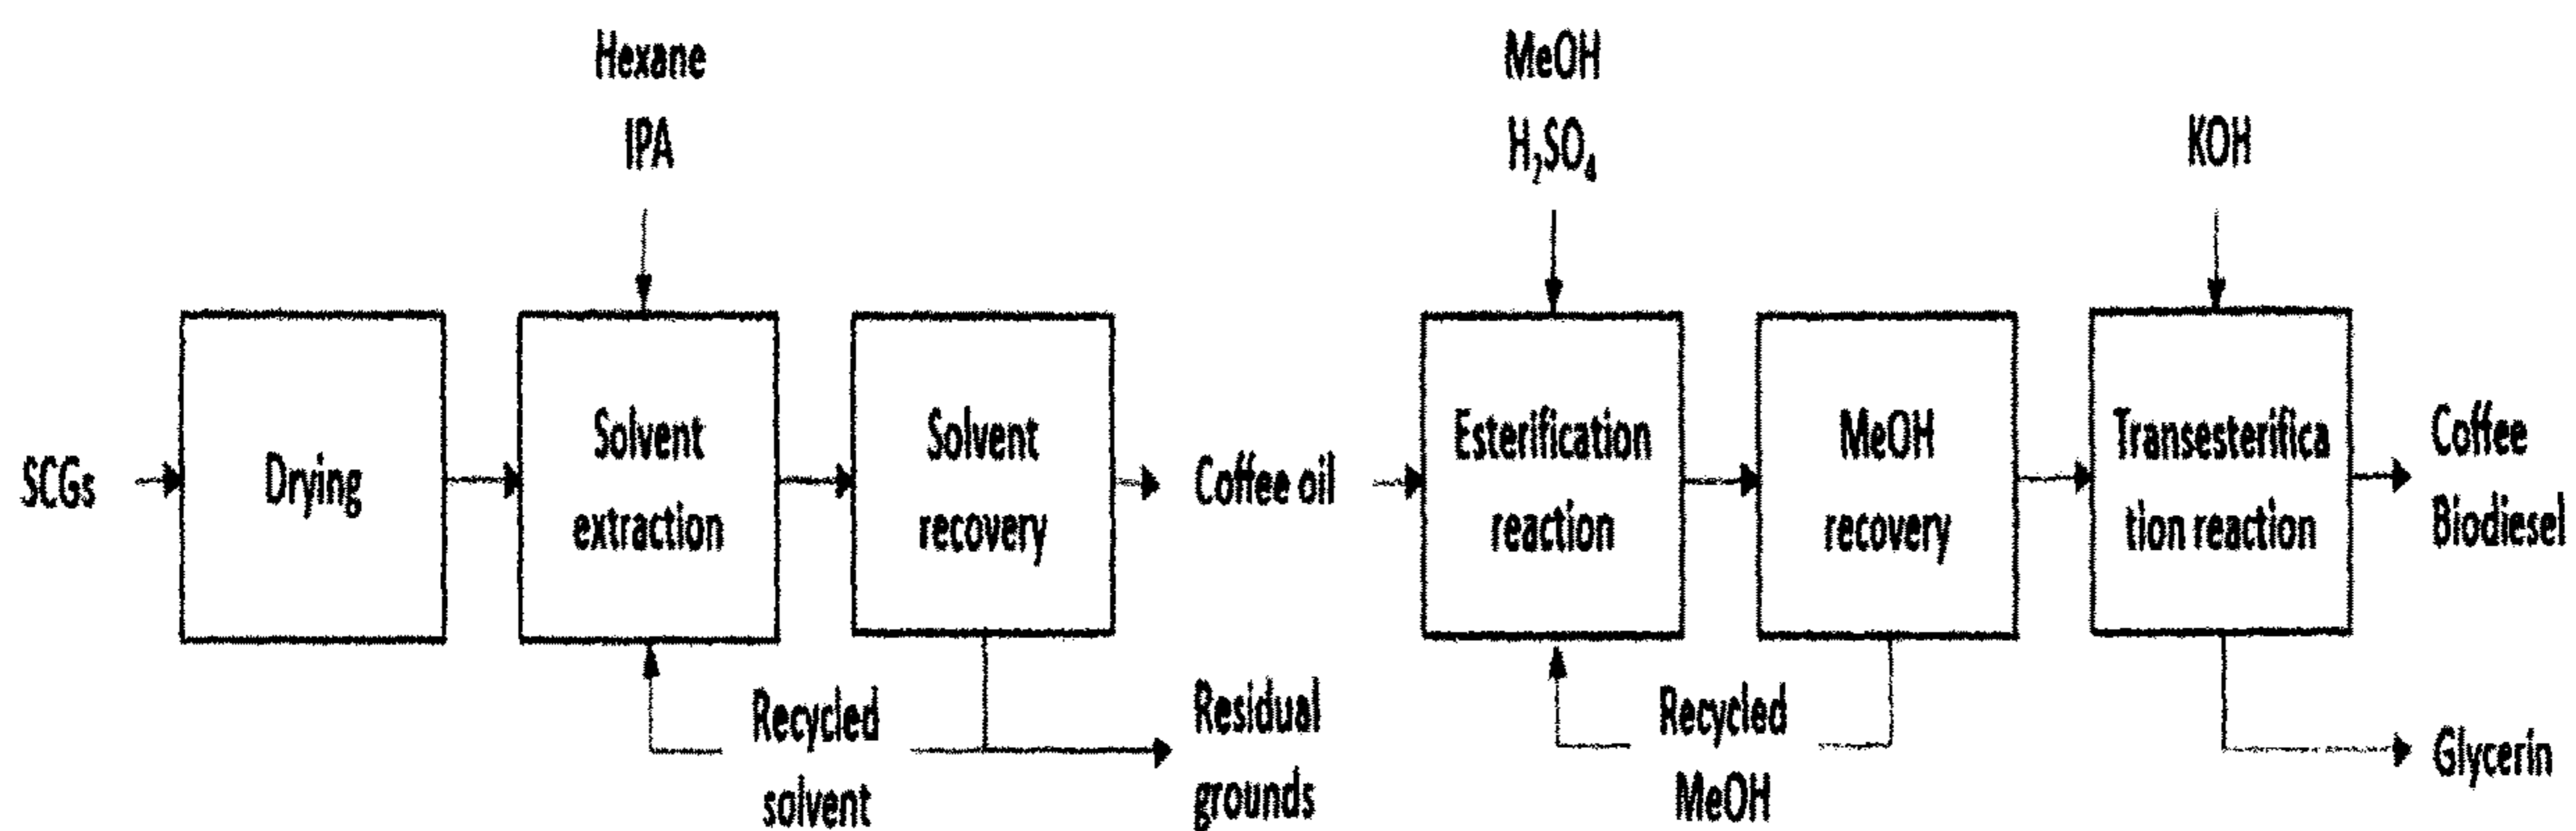 Hexane
IPA
MeOH
H₂SO₄
KOH
SCGs
Drying
Solvent
extraction
Solvent
recovery
Coffee oil
Esterification
reaction
MeOH
recovery
Transesterifica
tion reaction
Coffee
Biodiesel
Recycled
solvent
Residual
grounds
Recycled
MeOH
Glycerin